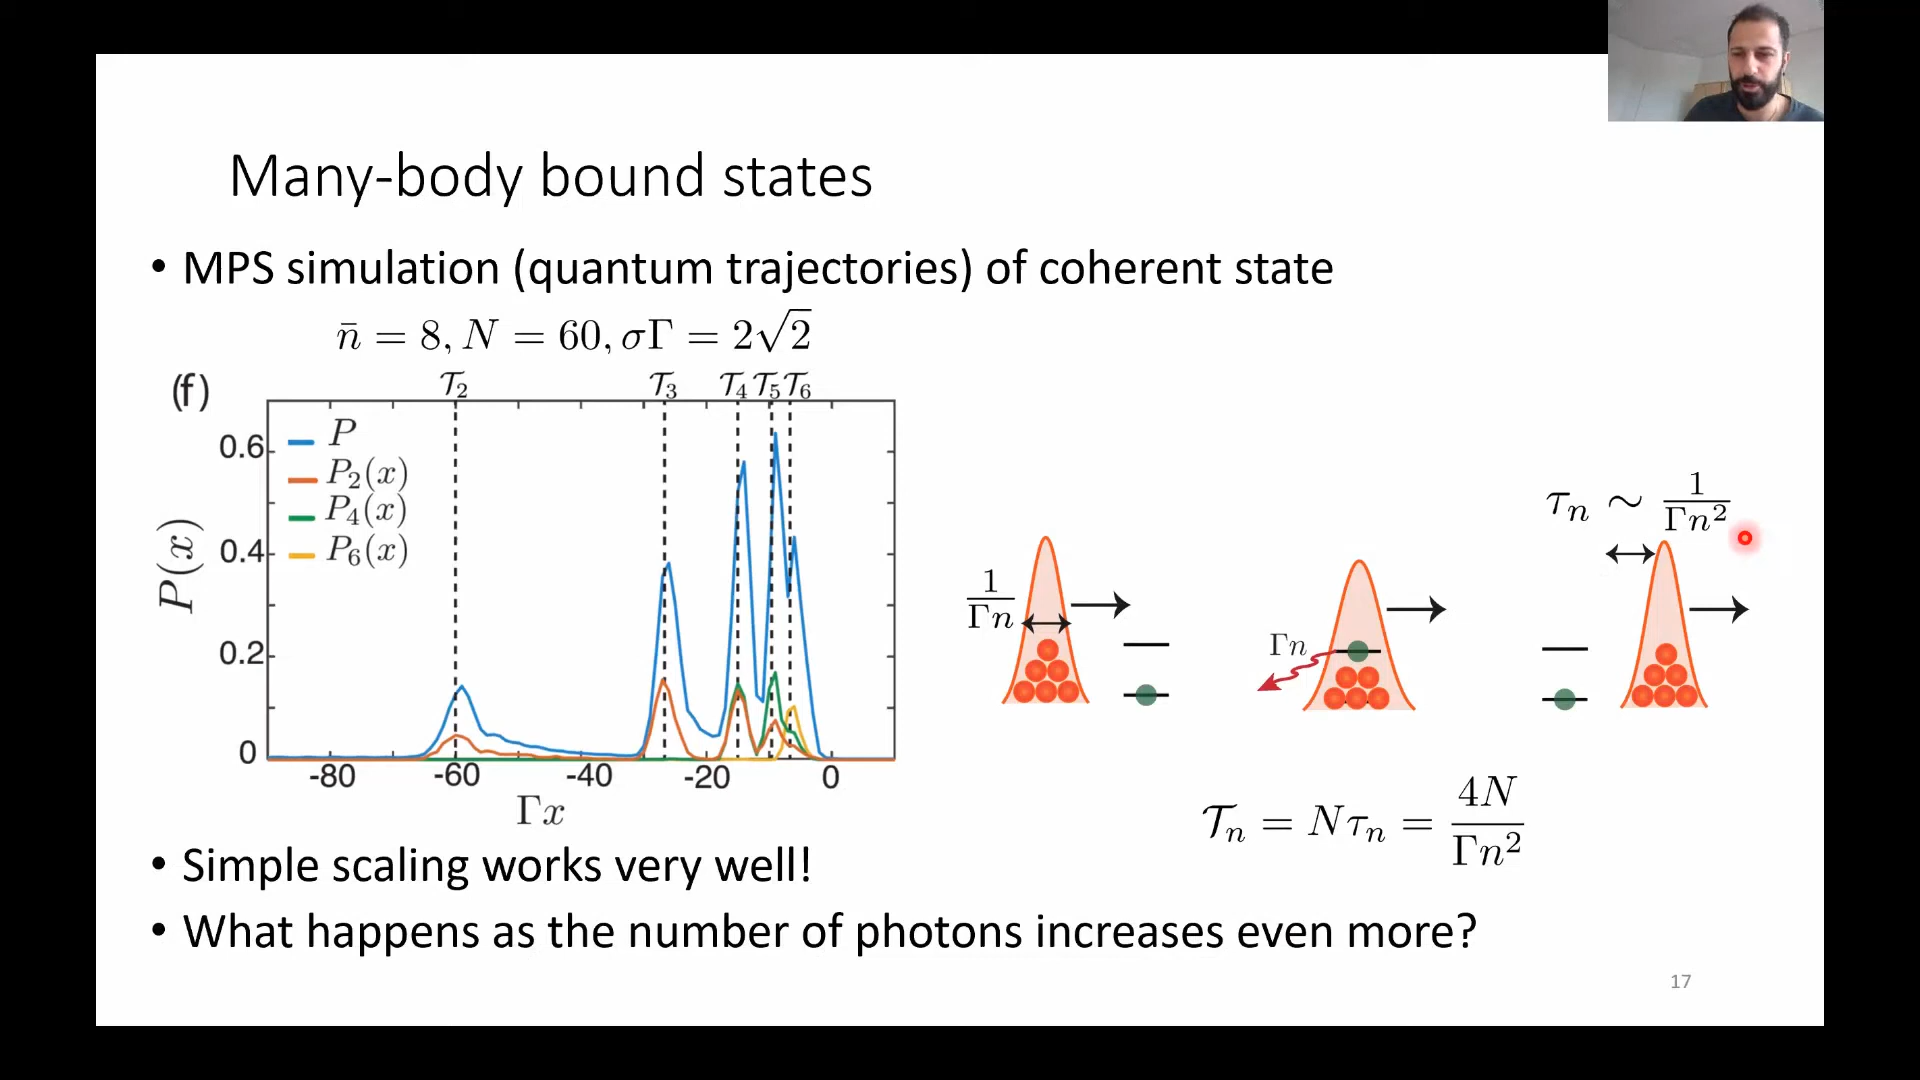 Many-body bound states
• MPS simulation (quantum trajectories) of coherent state
n̄ = 8, N = 60, σΓ = 2√2
(f)
𝒯₂ 𝒯₃ 𝒯₄ 𝒯₅ 𝒯₆
P
P₂(x)
P₄(x)
P₆(x)
P(x)
0.6
0.4
0.2
0
-80 -60 -40 -20 0
Γx
1/(Γn)
Γn
τₙ ∼ 1/(Γn²)
𝒯ₙ = Nτₙ = 4N/(Γn²)
• Simple scaling works very well!
• What happens as the number of photons increases even more?
17